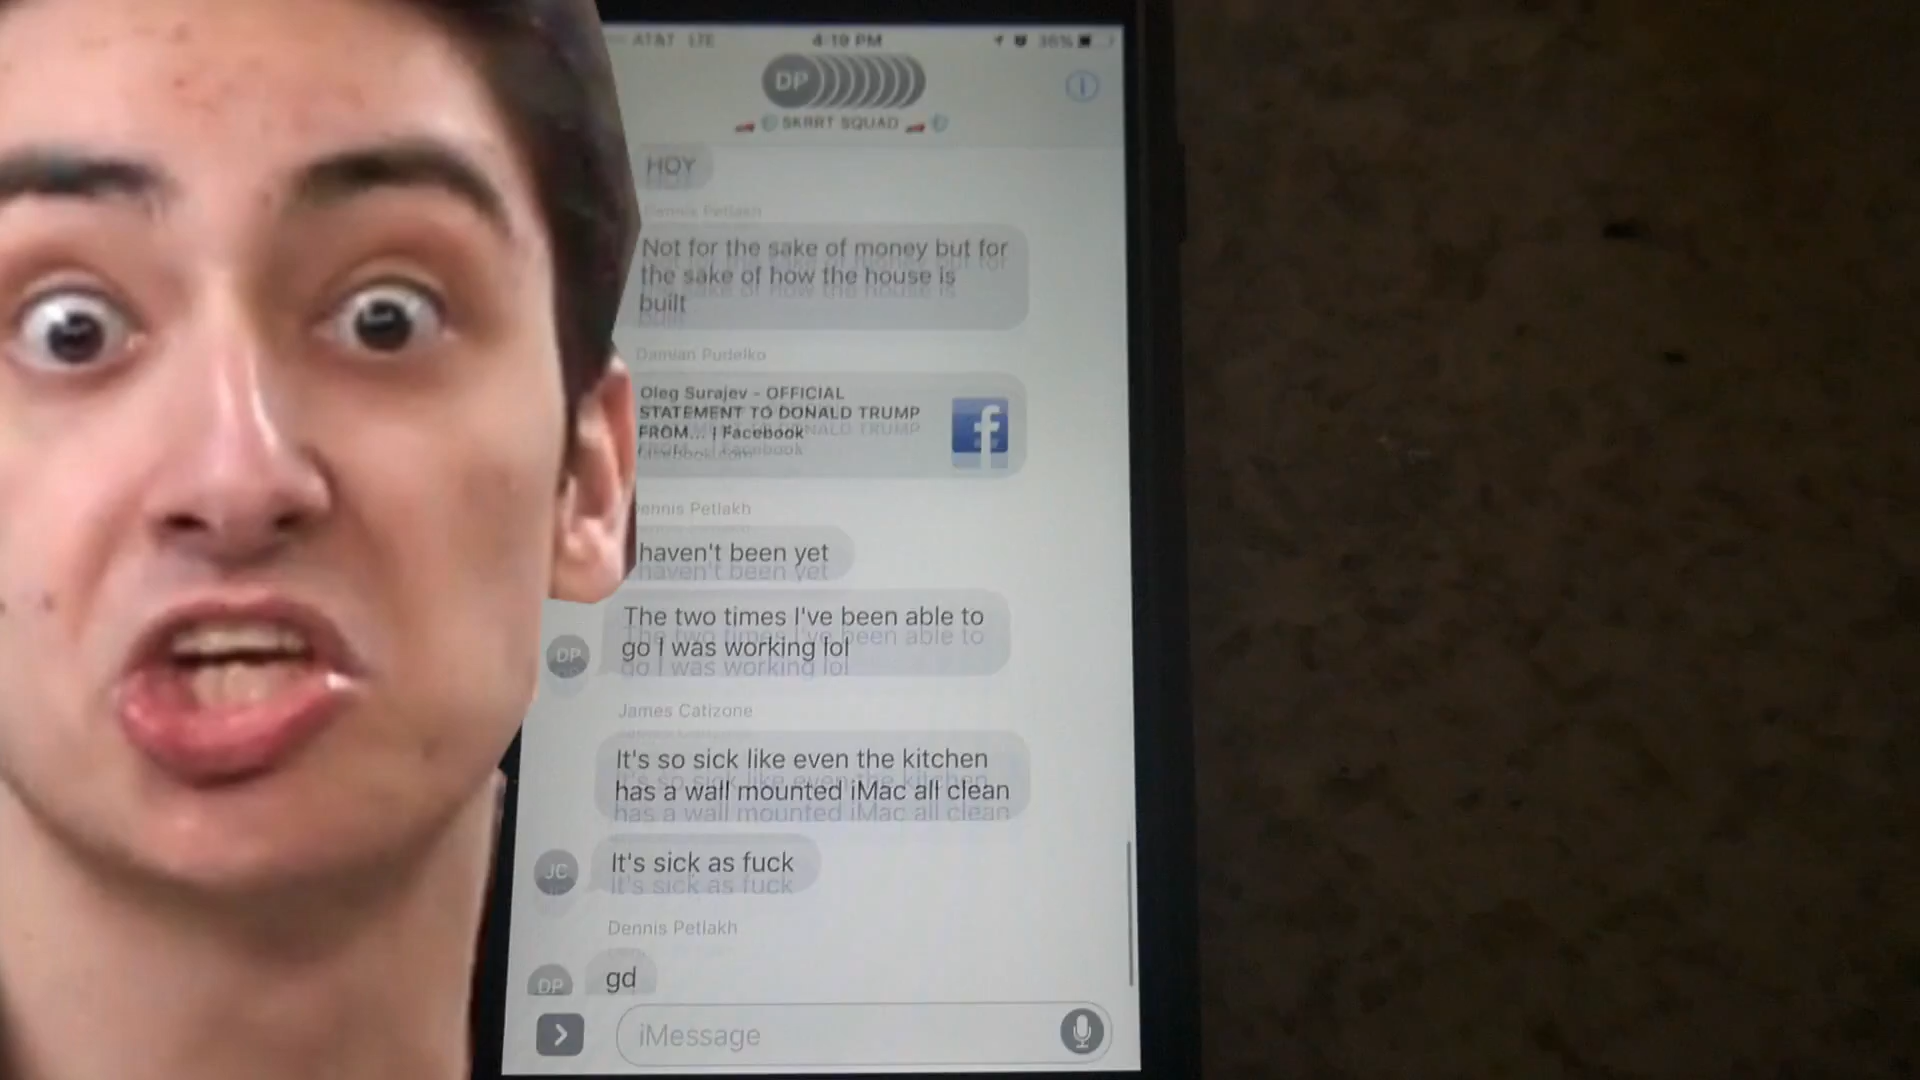 AT&T LTE
4:19 PM
36%
DP
SKRRT SQUAD
HOY
Dennis Petlakh
Not for the sake of money but for
the sake of how the house is
built
Damian Pudelko
Oleg Surajev - OFFICIAL
STATEMENT TO DONALD TRUMP
FROM... | Facebook
facebook.com
Dennis Petlakh
haven't been yet
The two times I've been able to
go I was working lol
DP
James Catizone
It's so sick like even the kitchen
has a wall mounted iMac all clean
It's sick as fuck
JC
Dennis Petlakh
gd
DP
iMessage